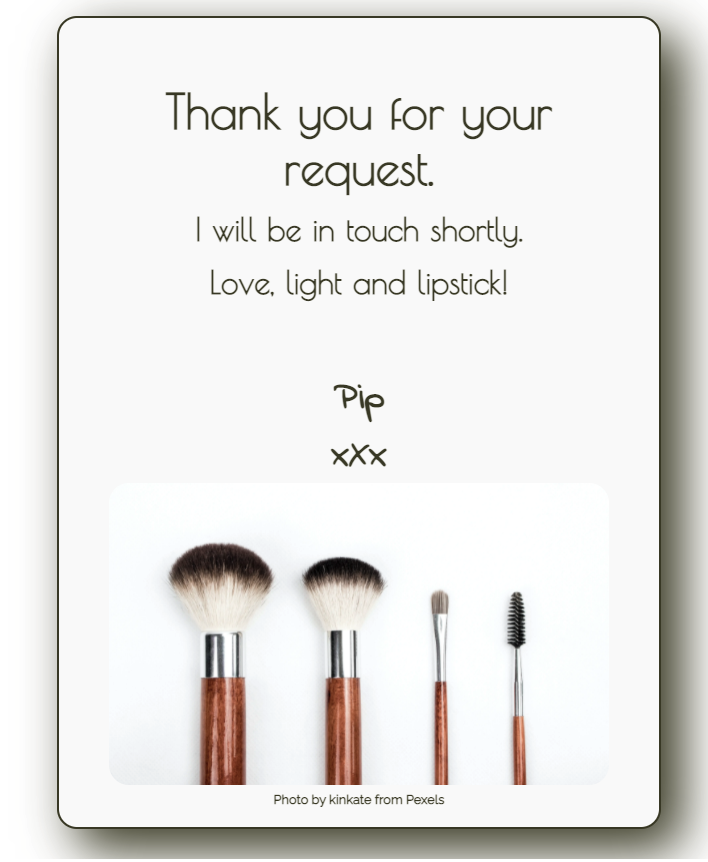 Thank you for your
request.
I will be in touch shortly.
Love, light and lipstick!
Pip
xXx
Photo by kinkate from Pexels